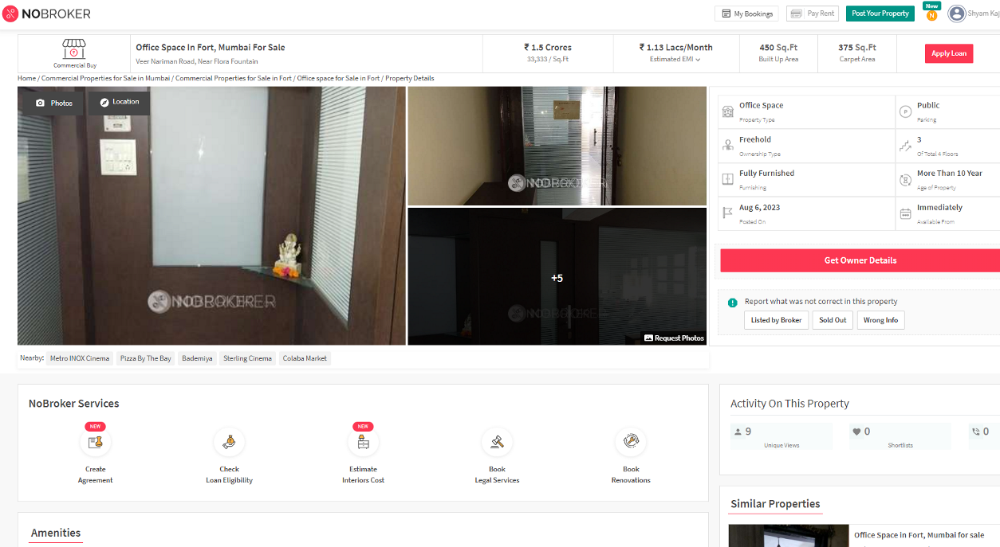 NOBROKER
My Bookings
Pay Rent
Post Your Property
New
N
Shyam Kaj
₹
Commercial Buy
Office Space In Fort, Mumbai For Sale
Veer Nariman Road, Near Flora Fountain
₹ 1.5 Crores
33,333 / Sq.Ft
₹ 1.13 Lacs/Month
Estimated EMI
450 Sq.Ft
Built Up Area
375 Sq.Ft
Carpet Area
Apply Loan
Home / Commercial Properties for Sale in Mumbai / Commercial Properties for Sale in Fort / Office space for Sale in Fort / Property Details
Photos
Location
NOBROKER
NOBROKER
NOBROKER
+5
Request Photos
Office Space
Property Type
P
Public
Parking
Freehold
Ownership Type
3
Of Total 4 Floors
Fully Furnished
Furnishing
More Than 10 Year
Age of Property
Aug 6, 2023
Posted On
Immediately
Available From
Get Owner Details
Report what was not correct in this property
Listed by Broker
Sold Out
Wrong Info
Nearby:
Metro INOX Cinema
Pizza By The Bay
Bademiya
Sterling Cinema
Colaba Market
NoBroker Services
NEW
Create
Agreement
Check
Loan Eligibility
NEW
Estimate
Interiors Cost
Book
Legal Services
Book
Renovations
Activity On This Property
9
Unique Views
0
Shortlists
0
Amenities
Similar Properties
Office Space in Fort, Mumbai for sale